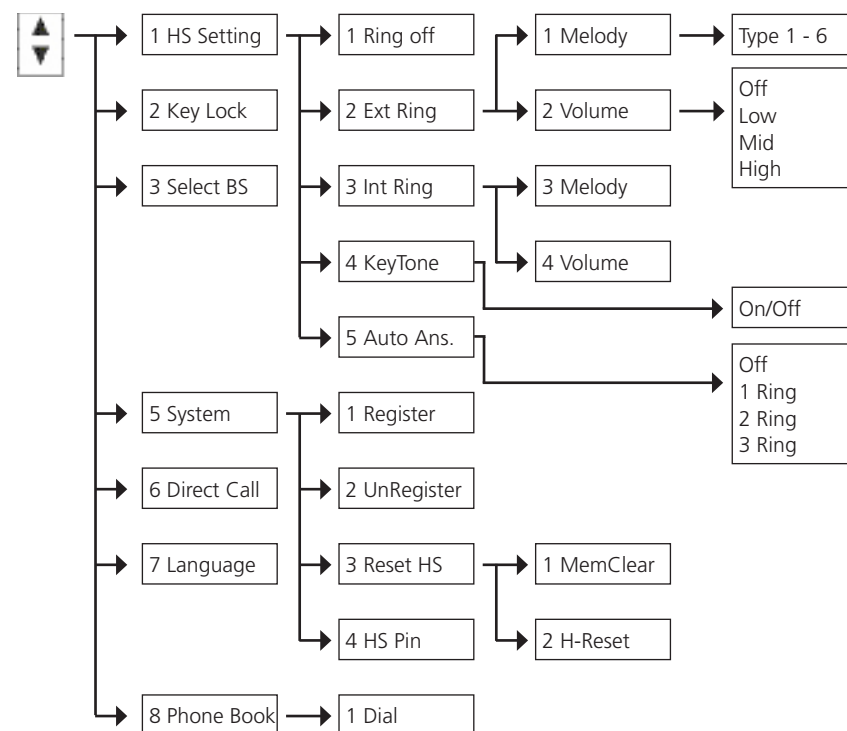 1 HS Setting
1 Ring off
1 Melody
Type 1 - 6
2 Key Lock
2 Ext Ring
2 Volume
Off
Low
Mid
High
3 Select BS
3 Int Ring
3 Melody
4 KeyTone
4 Volume
On/Off
5 Auto Ans.
Off
1 Ring
2 Ring
3 Ring
5 System
1 Register
6 Direct Call
2 UnRegister
7 Language
3 Reset HS
1 MemClear
4 HS Pin
2 H-Reset
8 Phone Book
1 Dial